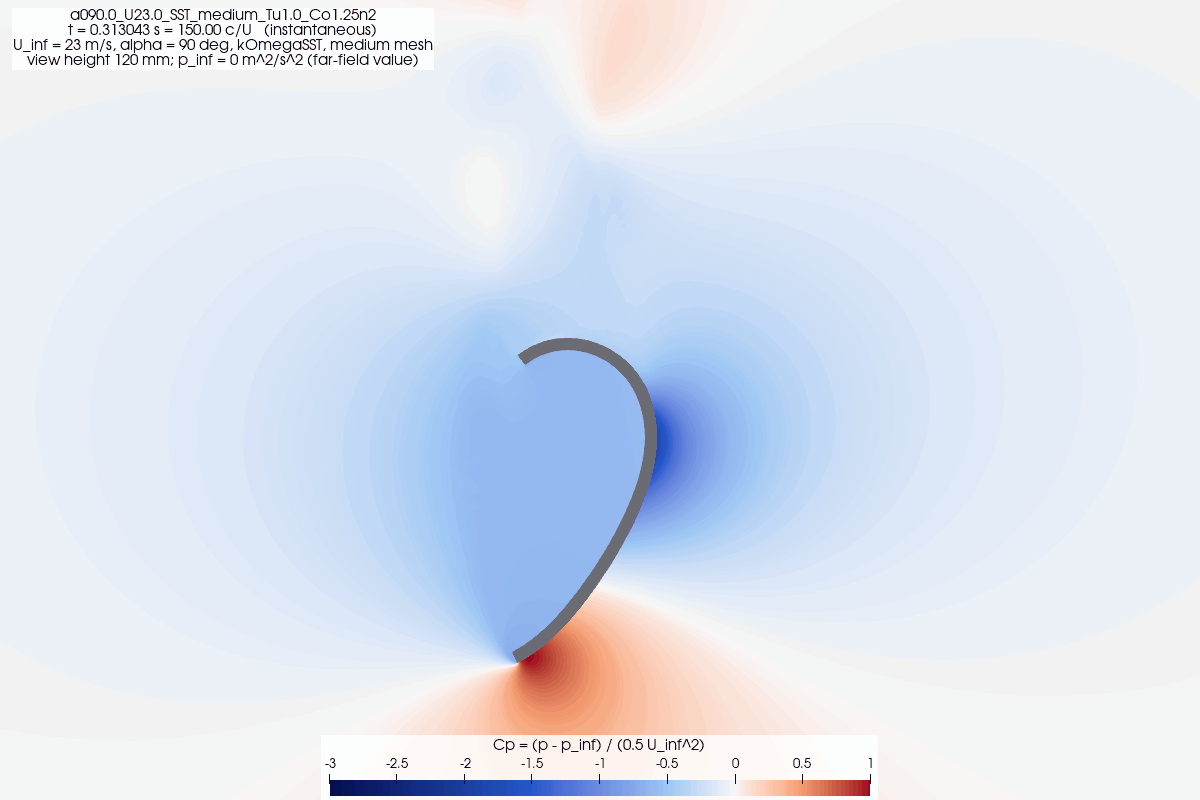 a090.0_U23.0_SST_medium_Tu1.0_Co1.25n2
t = 0.313043 s = 150.00 c/U (instantaneous)
U_inf = 23 m/s, alpha = 90 deg, kOmegaSST, medium mesh
view height 120 mm; p_inf = 0 m^2/s^2 (far-field value)
Cp = (p - p_inf) / (0.5 U_inf^2)
-3 -2.5 -2 -1.5 -1 -0.5 0 0.5 1